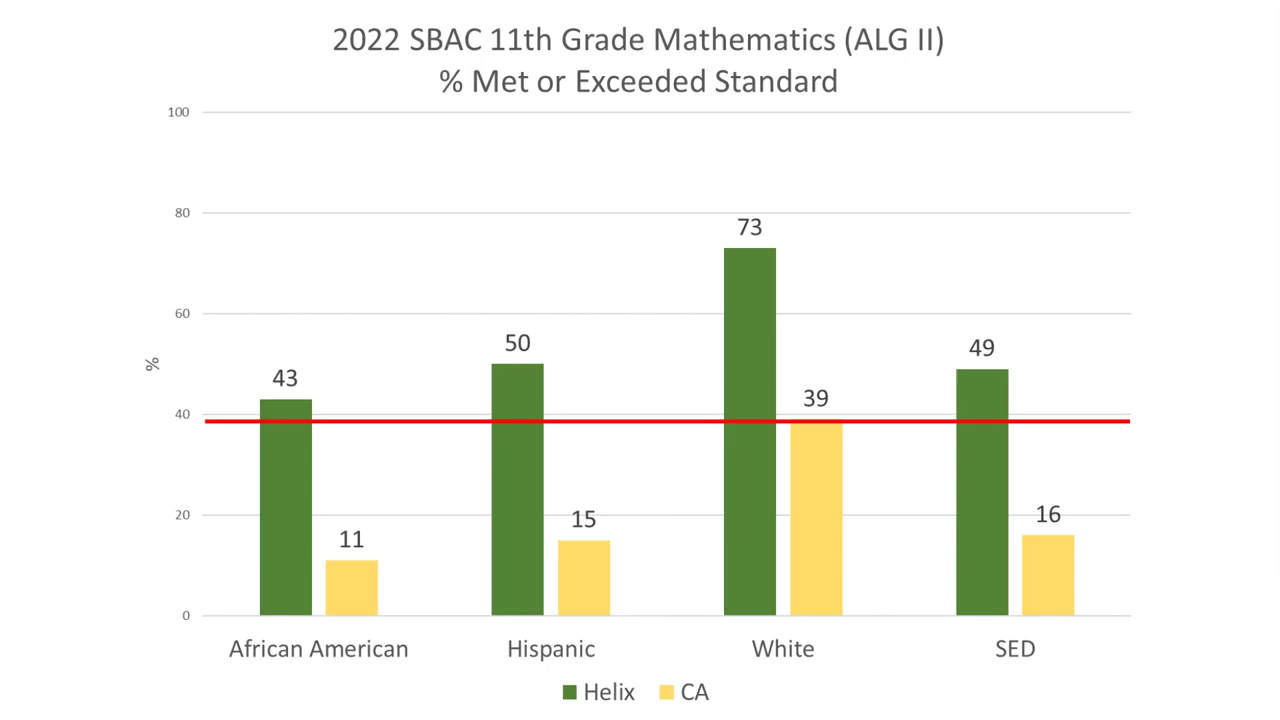 2022 SBAC 11th Grade Mathematics (ALG II)
% Met or Exceeded Standard
100
80
60
40
20
0
%
43
11
50
15
73
39
49
16
African American
Hispanic
White
SED
Helix
CA